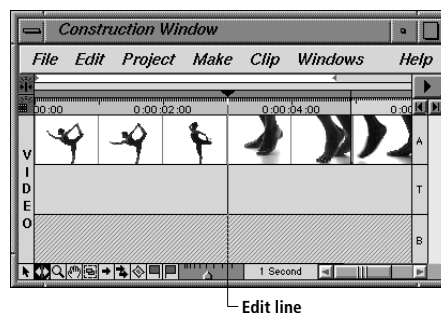 Construction Window
File Edit Project Make Clip Windows Help
00:00 0:00:02:00 0:00:04:00 0:00
VIDEO
A
T
B
1 Second
Edit line